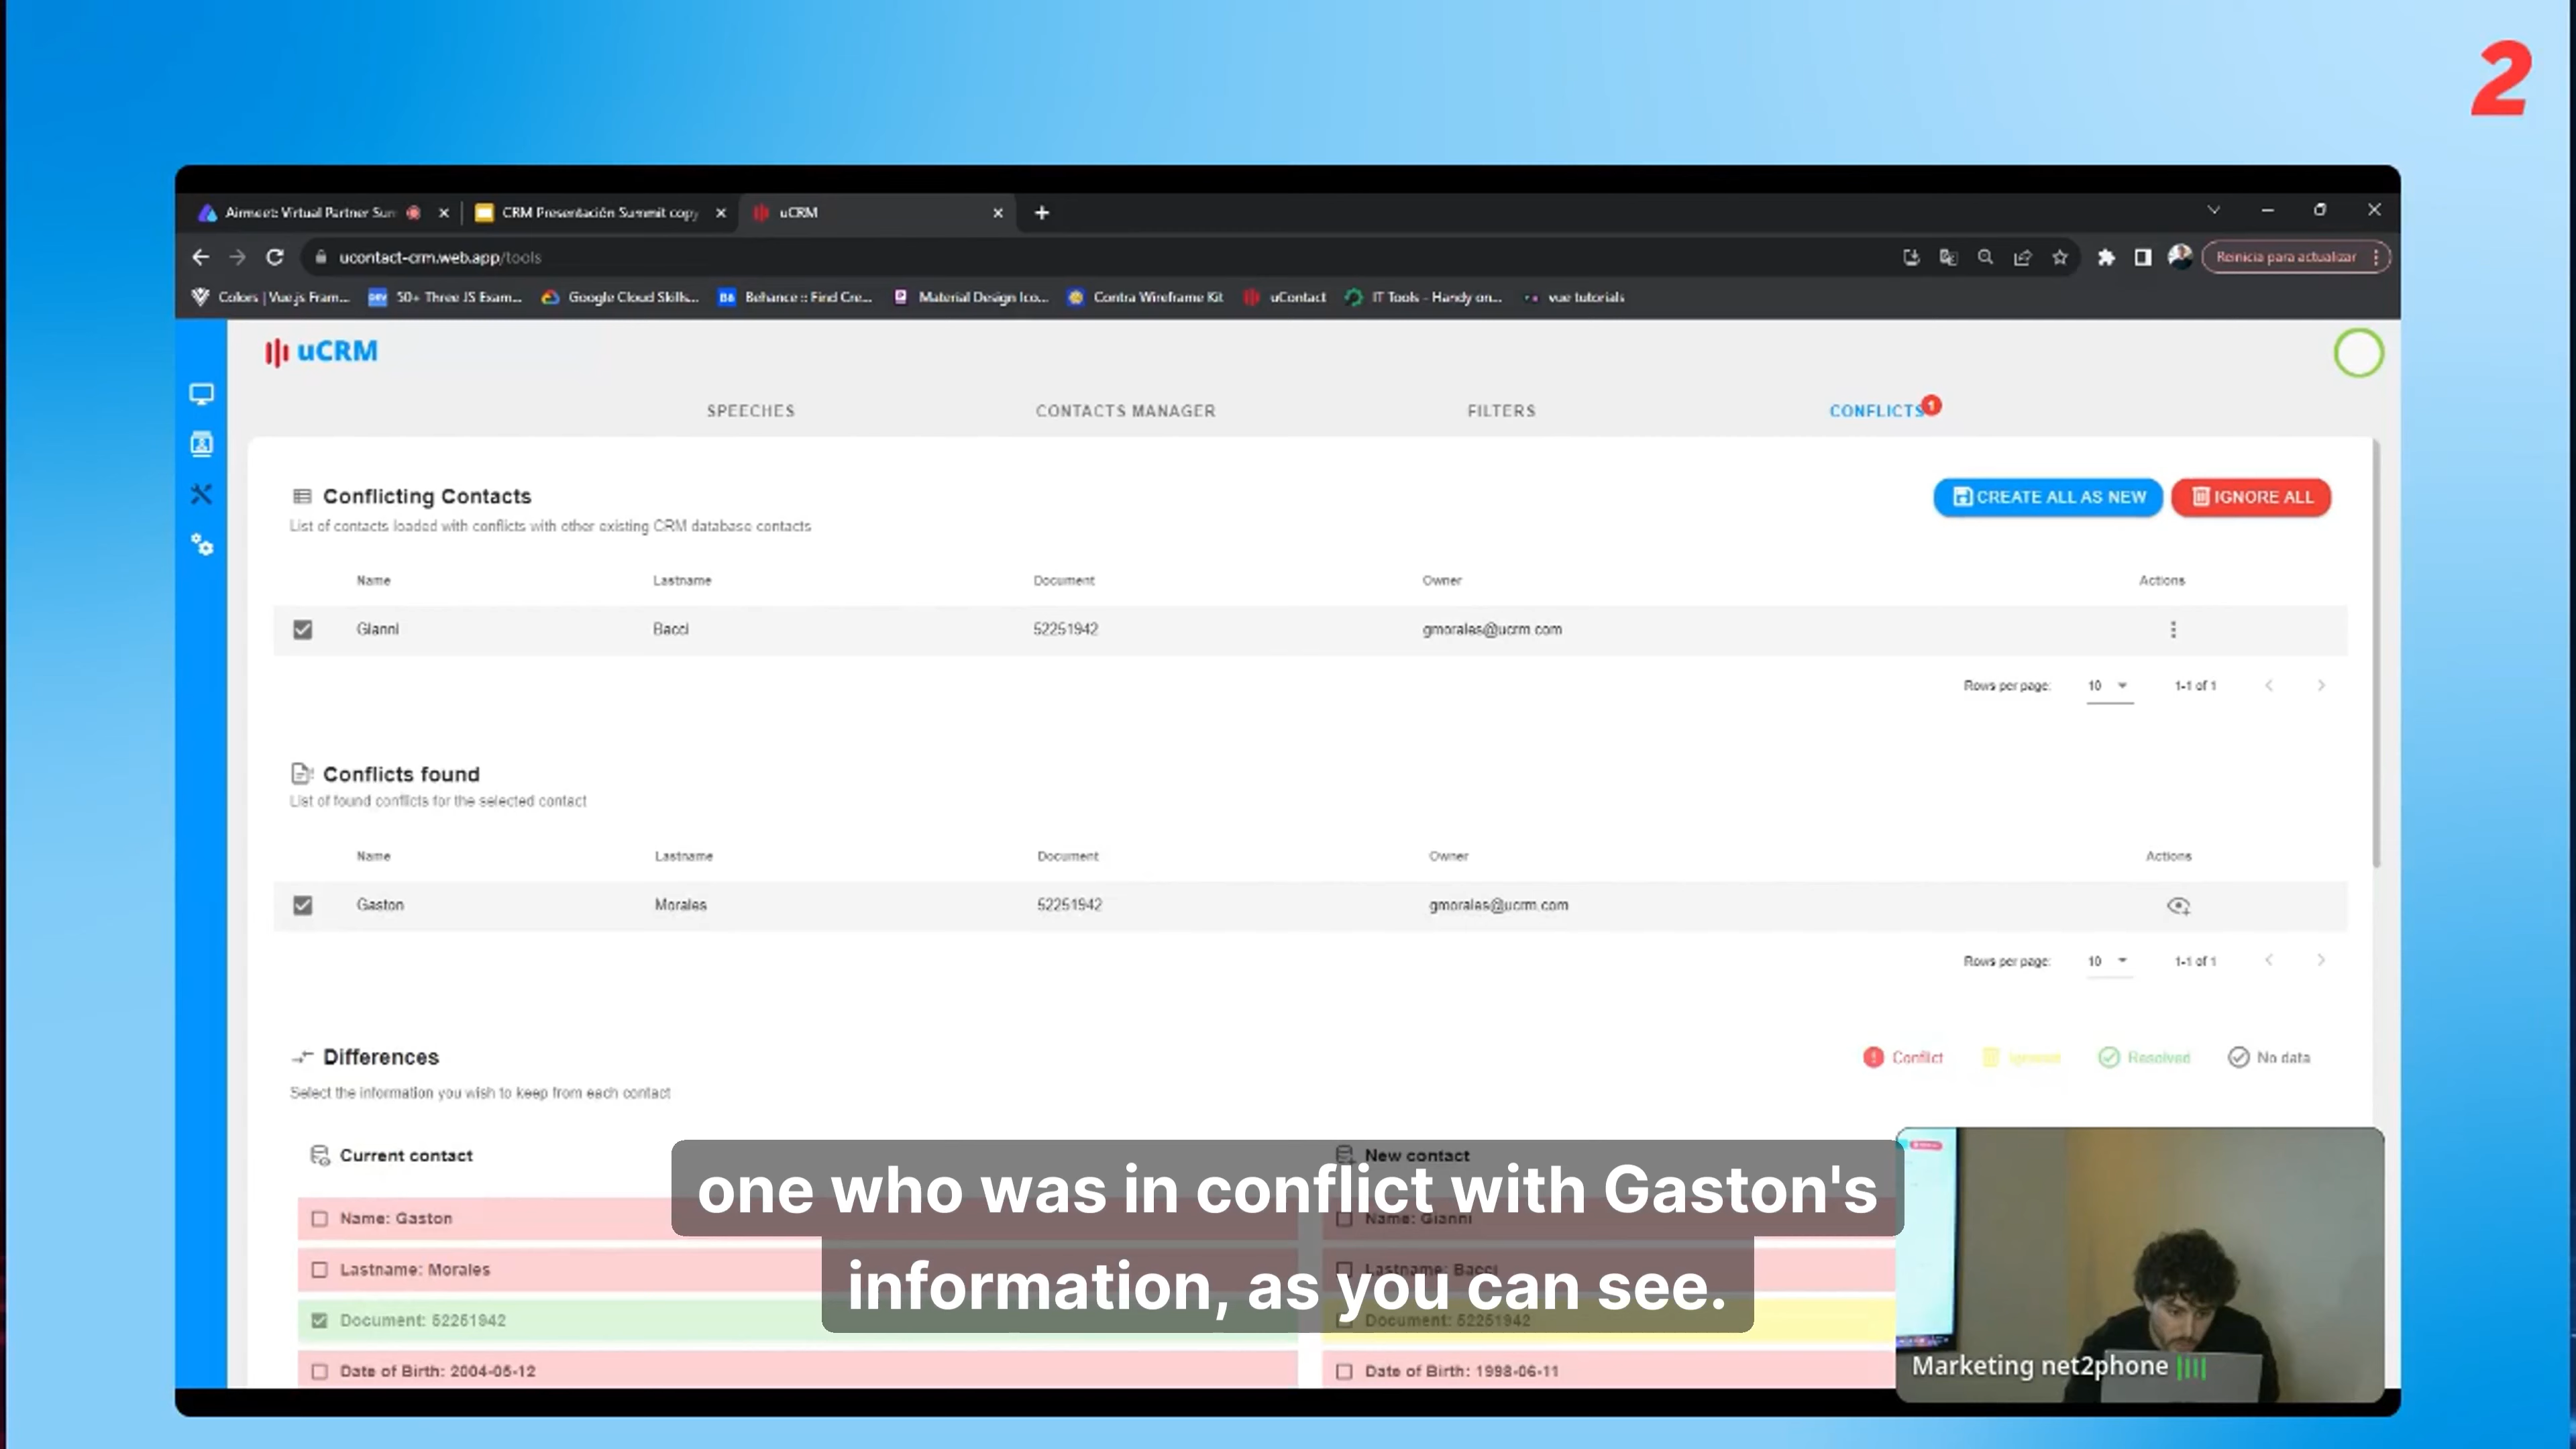 2
Airmeet: Virtual Partner Sum
CRM Presentación Summit copy
uCRM
ucontact-crm.web.app/tools
Reinicia para actualizar
Colors | Vue.js Fram...
50+ Three JS Exam...
Google Cloud Skills...
Behance :: Find Cre...
Material Design Ico...
Contra Wireframe Kit
uContact
IT Tools - Handy on...
vue tutorials
uCRM
SPEECHES
CONTACTS MANAGER
FILTERS
CONFLICTS 1
Conflicting Contacts
List of contacts loaded with conflicts with other existing CRM database contacts
CREATE ALL AS NEW
IGNORE ALL
Name Lastname Document Owner Actions
Gianni Bacci 52251942 gmorales@ucrm.com
Rows per page: 10 1-1 of 1
Conflicts found
List of found conflicts for the selected contact
Name Lastname Document Owner Actions
Gaston Morales 52251942 gmorales@ucrm.com
Rows per page: 10 1-1 of 1
Differences
Select the information you wish to keep from each contact
Conflict Ignored Resolved No data
Current contact
Name: Gaston
Lastname: Morales
Document: 52251942
Date of Birth: 2004-05-12
New contact
Name: Gianni
Lastname: Bacci
Document: 52251942
Date of Birth: 1998-06-11
one who was in conflict with Gaston's
information, as you can see.
Marketing net2phone